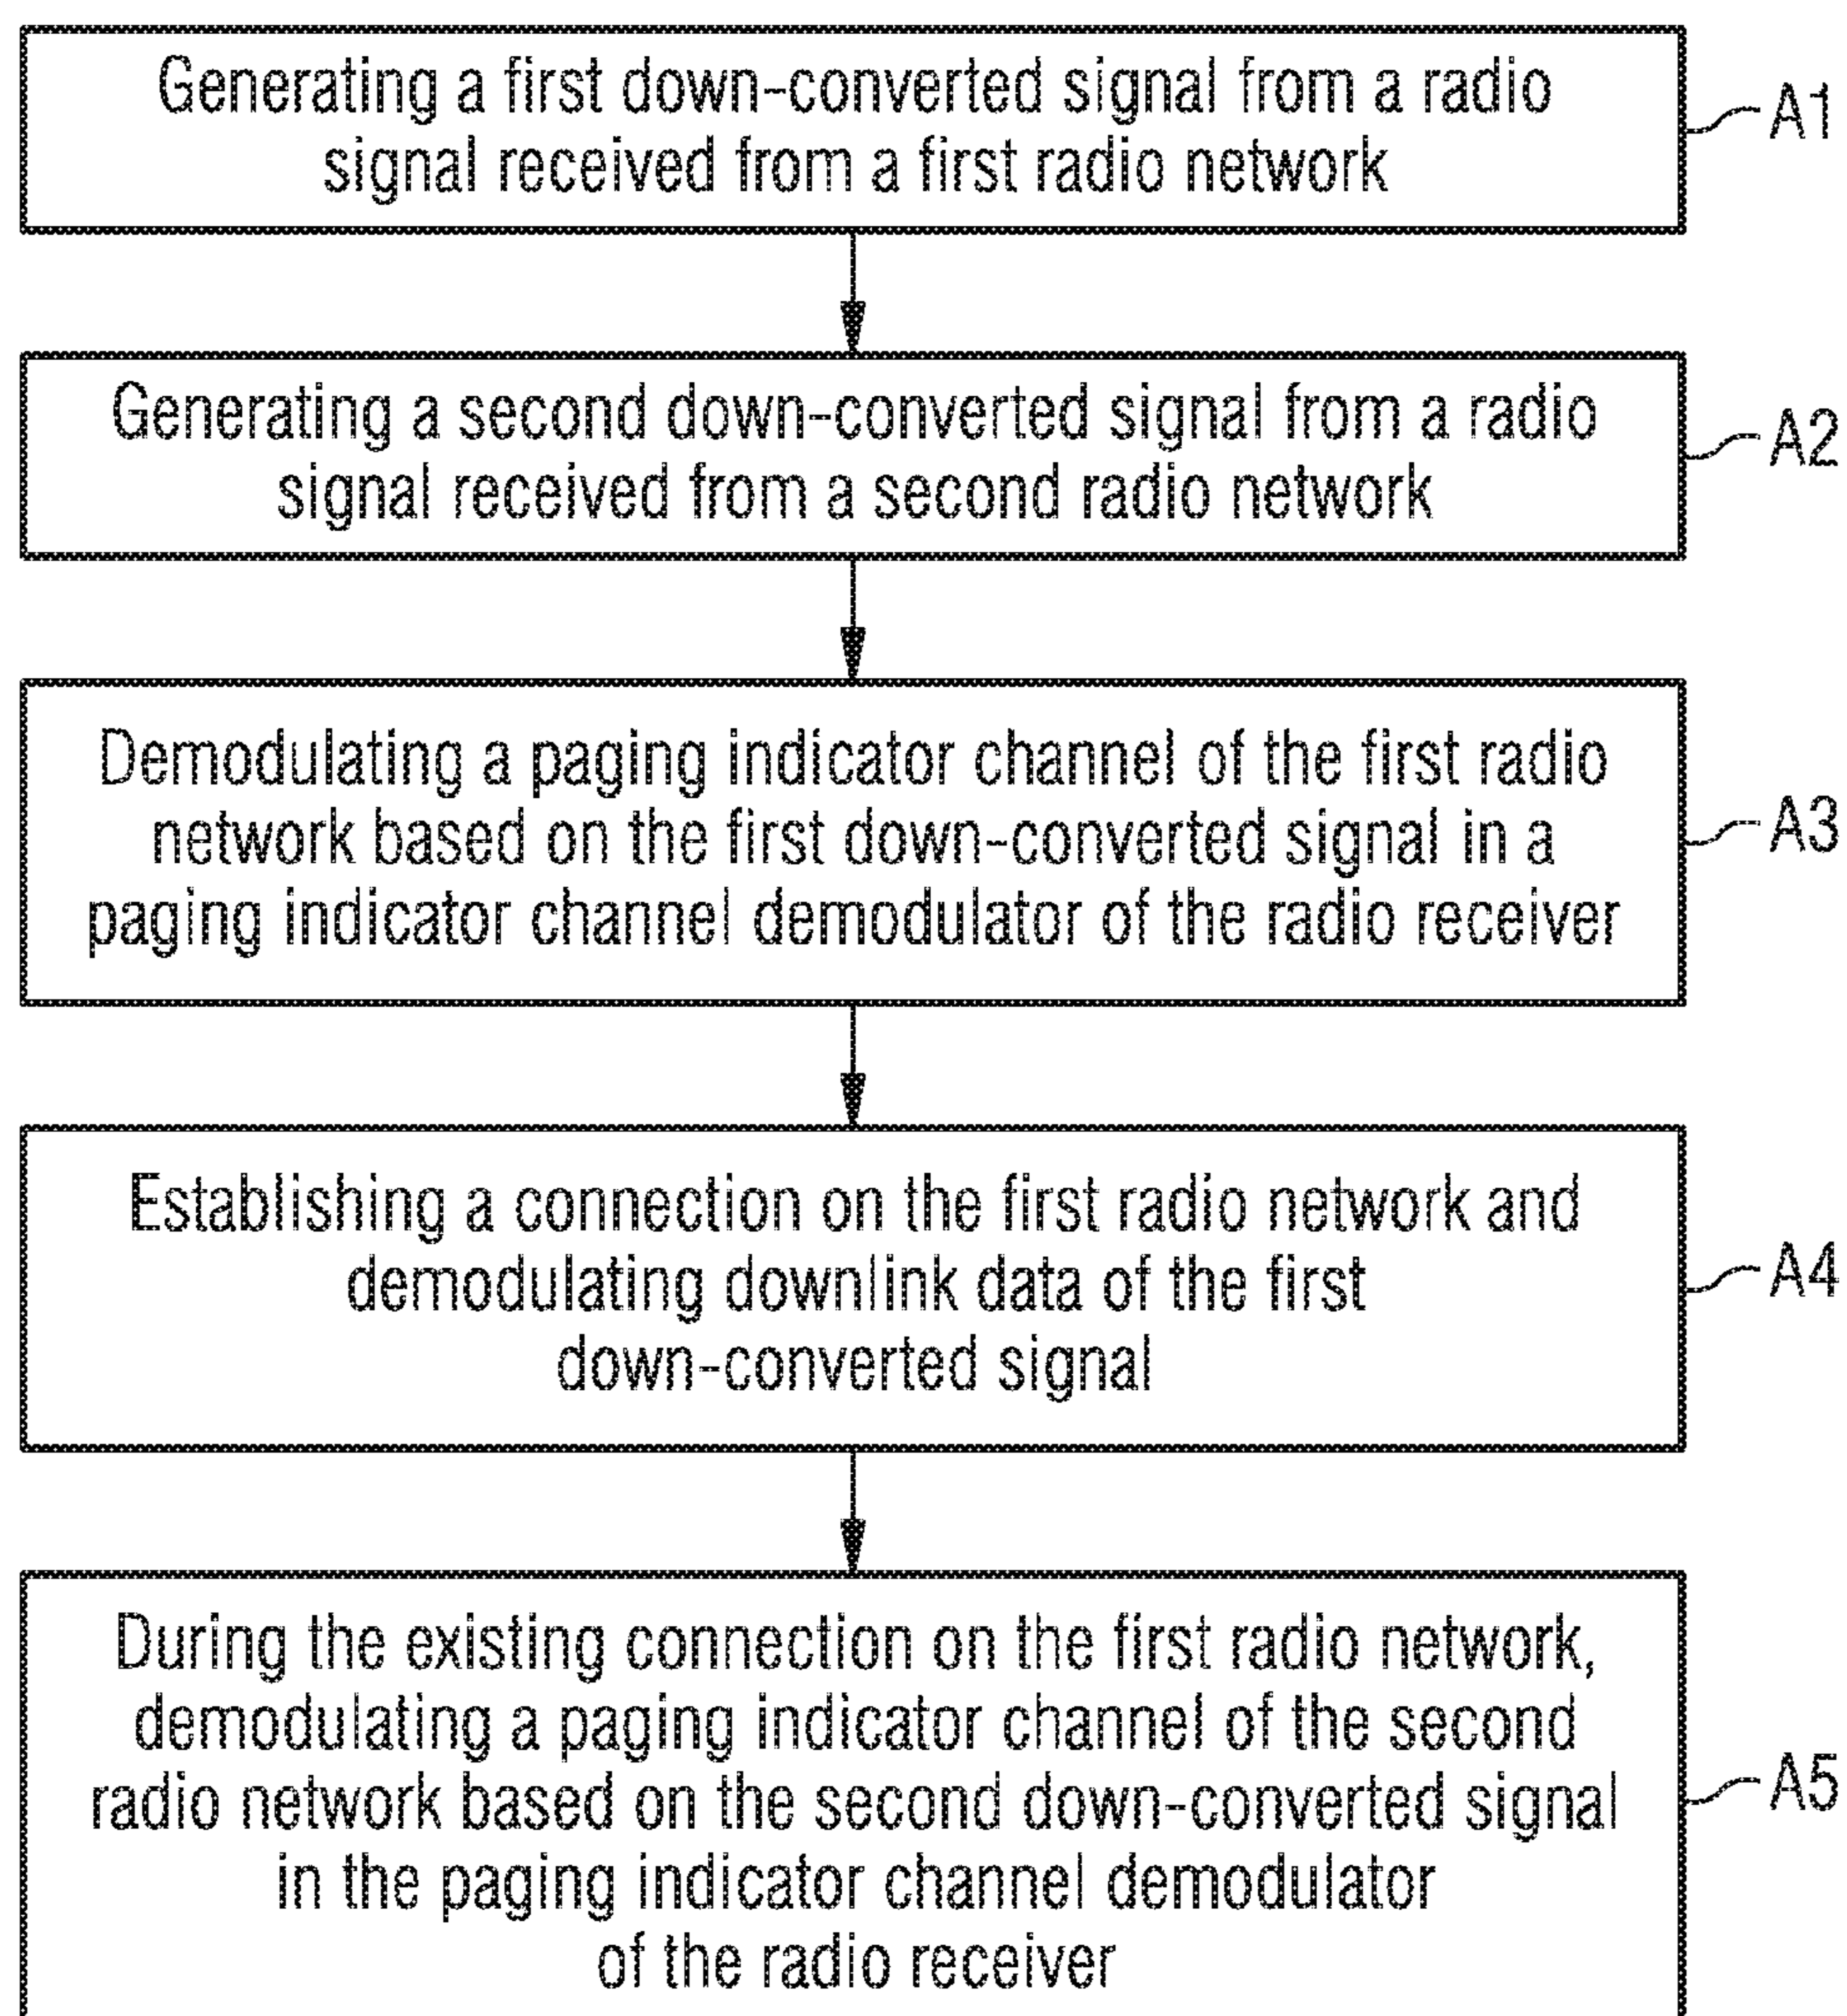 Generating a first down-converted signal from a radio
signal received from a first radio network
A1
Generating a second down-converted signal from a radio
signal received from a second radio network
A2
Demodulating a paging indicator channel of the first radio
network based on the first down-converted signal in a
paging indicator channel demodulator of the radio receiver
A3
Establishing a connection on the first radio network and
demodulating downlink data of the first
down-converted signal
A4
During the existing connection on the first radio network,
demodulating a paging indicator channel of the second
radio network based on the second down-converted signal
in the paging indicator channel demodulator
of the radio receiver
A5